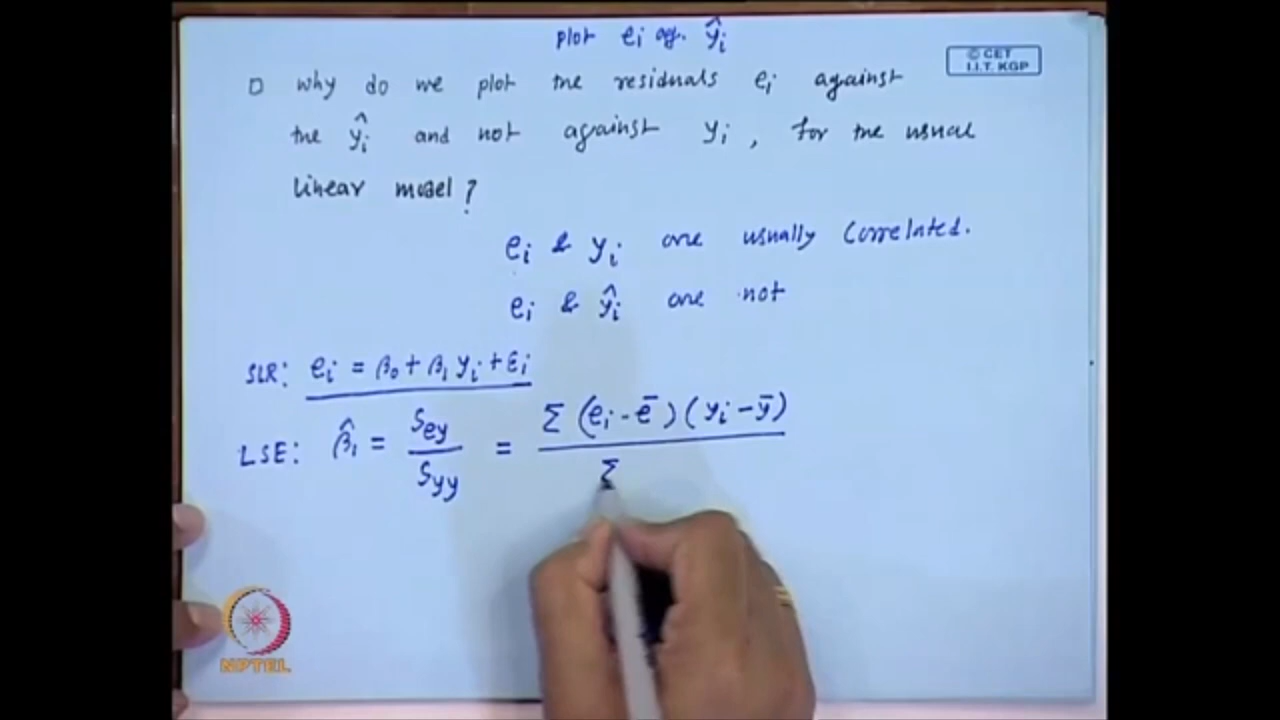 plot eᵢ ag. ŷᵢ
© CET
I.I.T. KGP
□ why do we plot the residuals eᵢ against
the ŷᵢ and not against yᵢ , for the usual
linear model ?
eᵢ & yᵢ are usually correlated.
eᵢ & ŷᵢ are not
SLR: eᵢ = β₀ + β₁ yᵢ + εᵢ
LSE: β̂₁ = Sey / Syy = Σ (eᵢ - ē) (yᵢ - ȳ) / Σ
NPTEL